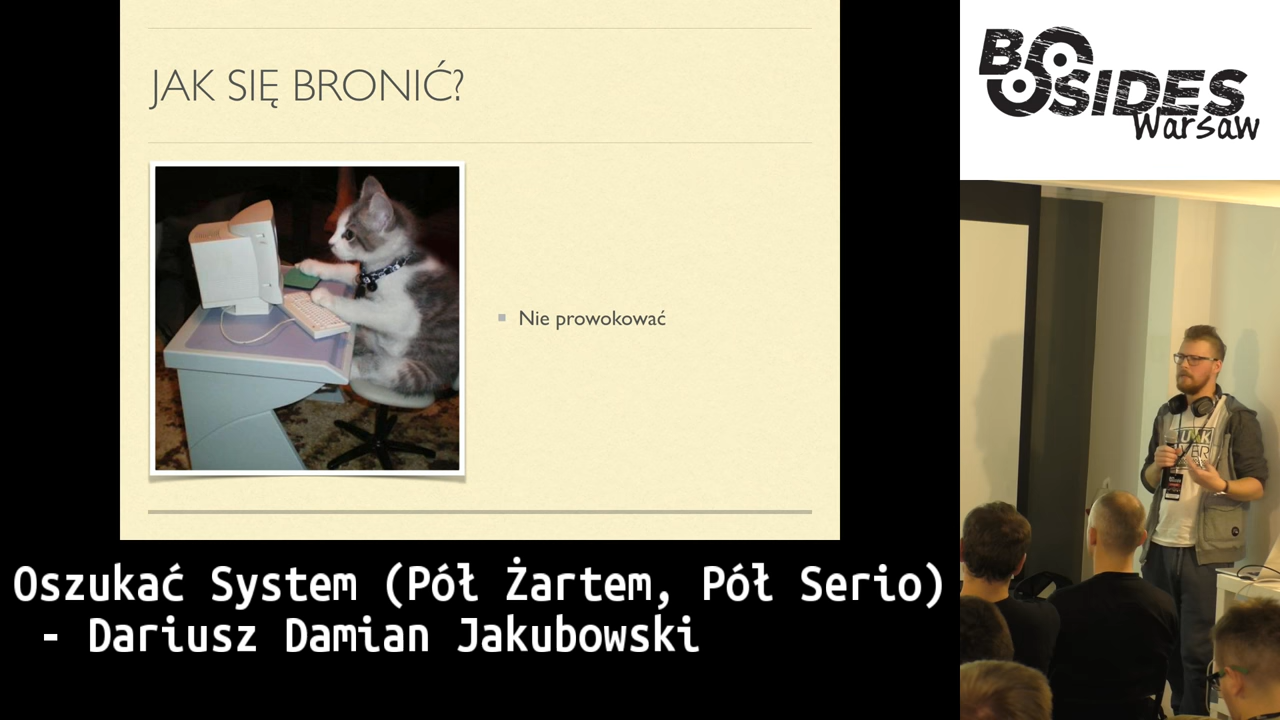 JAK SIĘ BRONIĆ?
Nie prowokować
BSIDES
Warsaw
Oszukać System (Pół Żartem, Pół Serio)
- Dariusz Damian Jakubowski